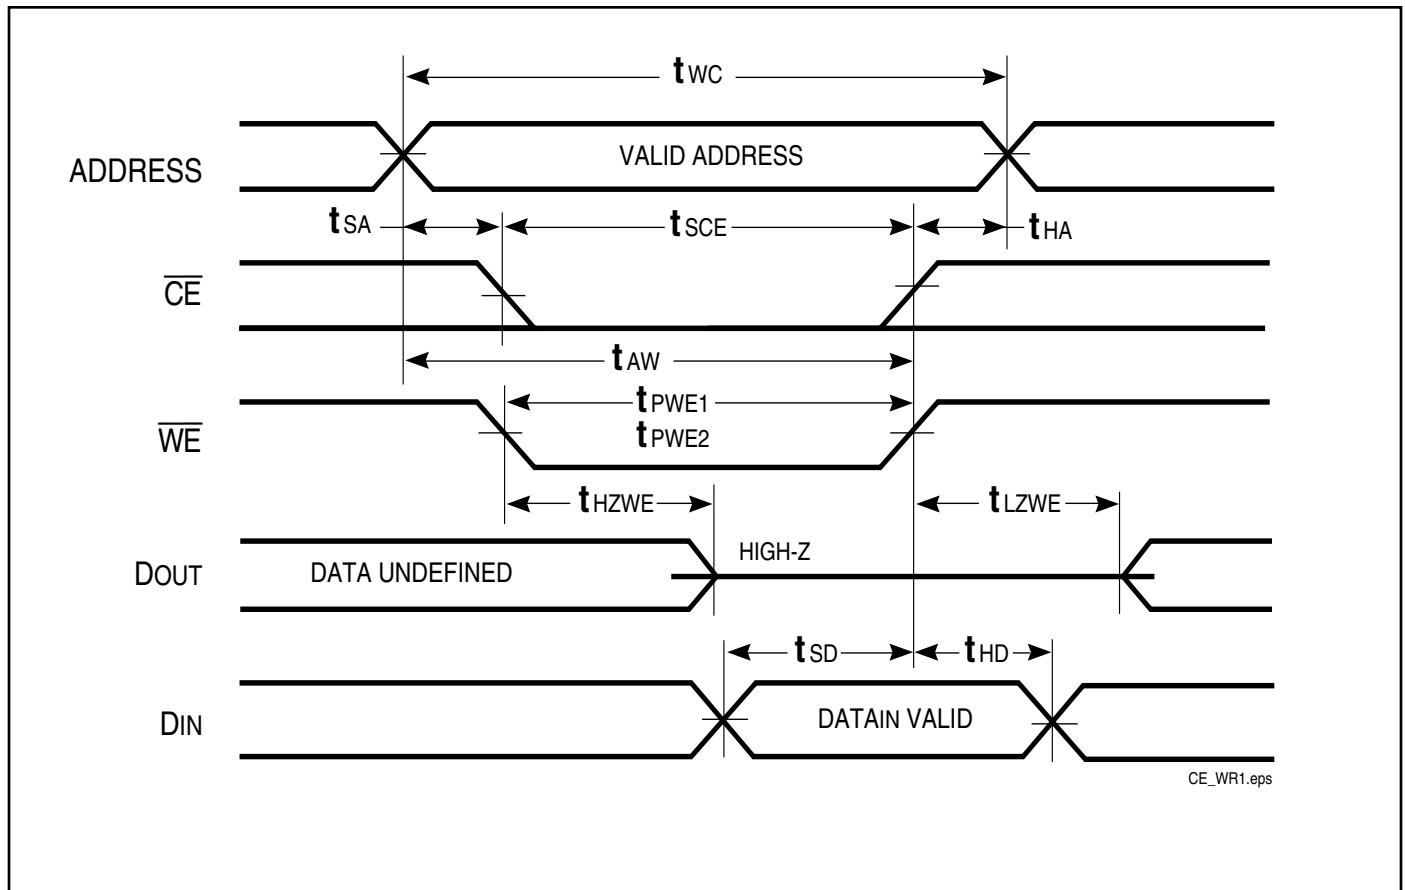 tWC
ADDRESS
VALID ADDRESS
tSA
tSCE
tHA
CE
tAW
tPWE1
WE
tPWE2
tHZWE
tLZWE
DOUT
DATA UNDEFINED
HIGH-Z
tSD
tHD
DIN
DATAIN VALID
CE_WR1.eps